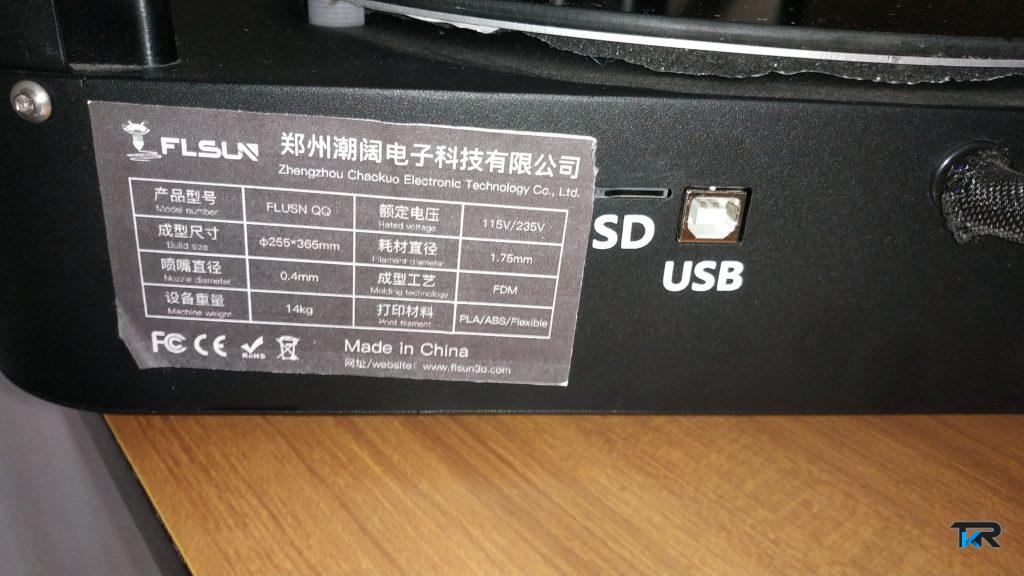 FLSUN 郑州潮阔电子科技有限公司
Zhengzhou Chaokuo Electronic Technology Co., Ltd.
产品型号 FLUSN QQ 额定电压 115V/235V
Model number Rated voltage
成型尺寸 φ255*365mm 耗材直径 1.75mm
Build size Filament diameter
喷嘴直径 0.4mm 成型工艺 FDM
Nozzle diameter Molding technology
设备重量 14kg 打印材料 PLA/ABS/Flexible
Machine weight Print filament
FC CE RoHS Made in China
网址/website: www.flsun3d.com
SD
USB
TKR